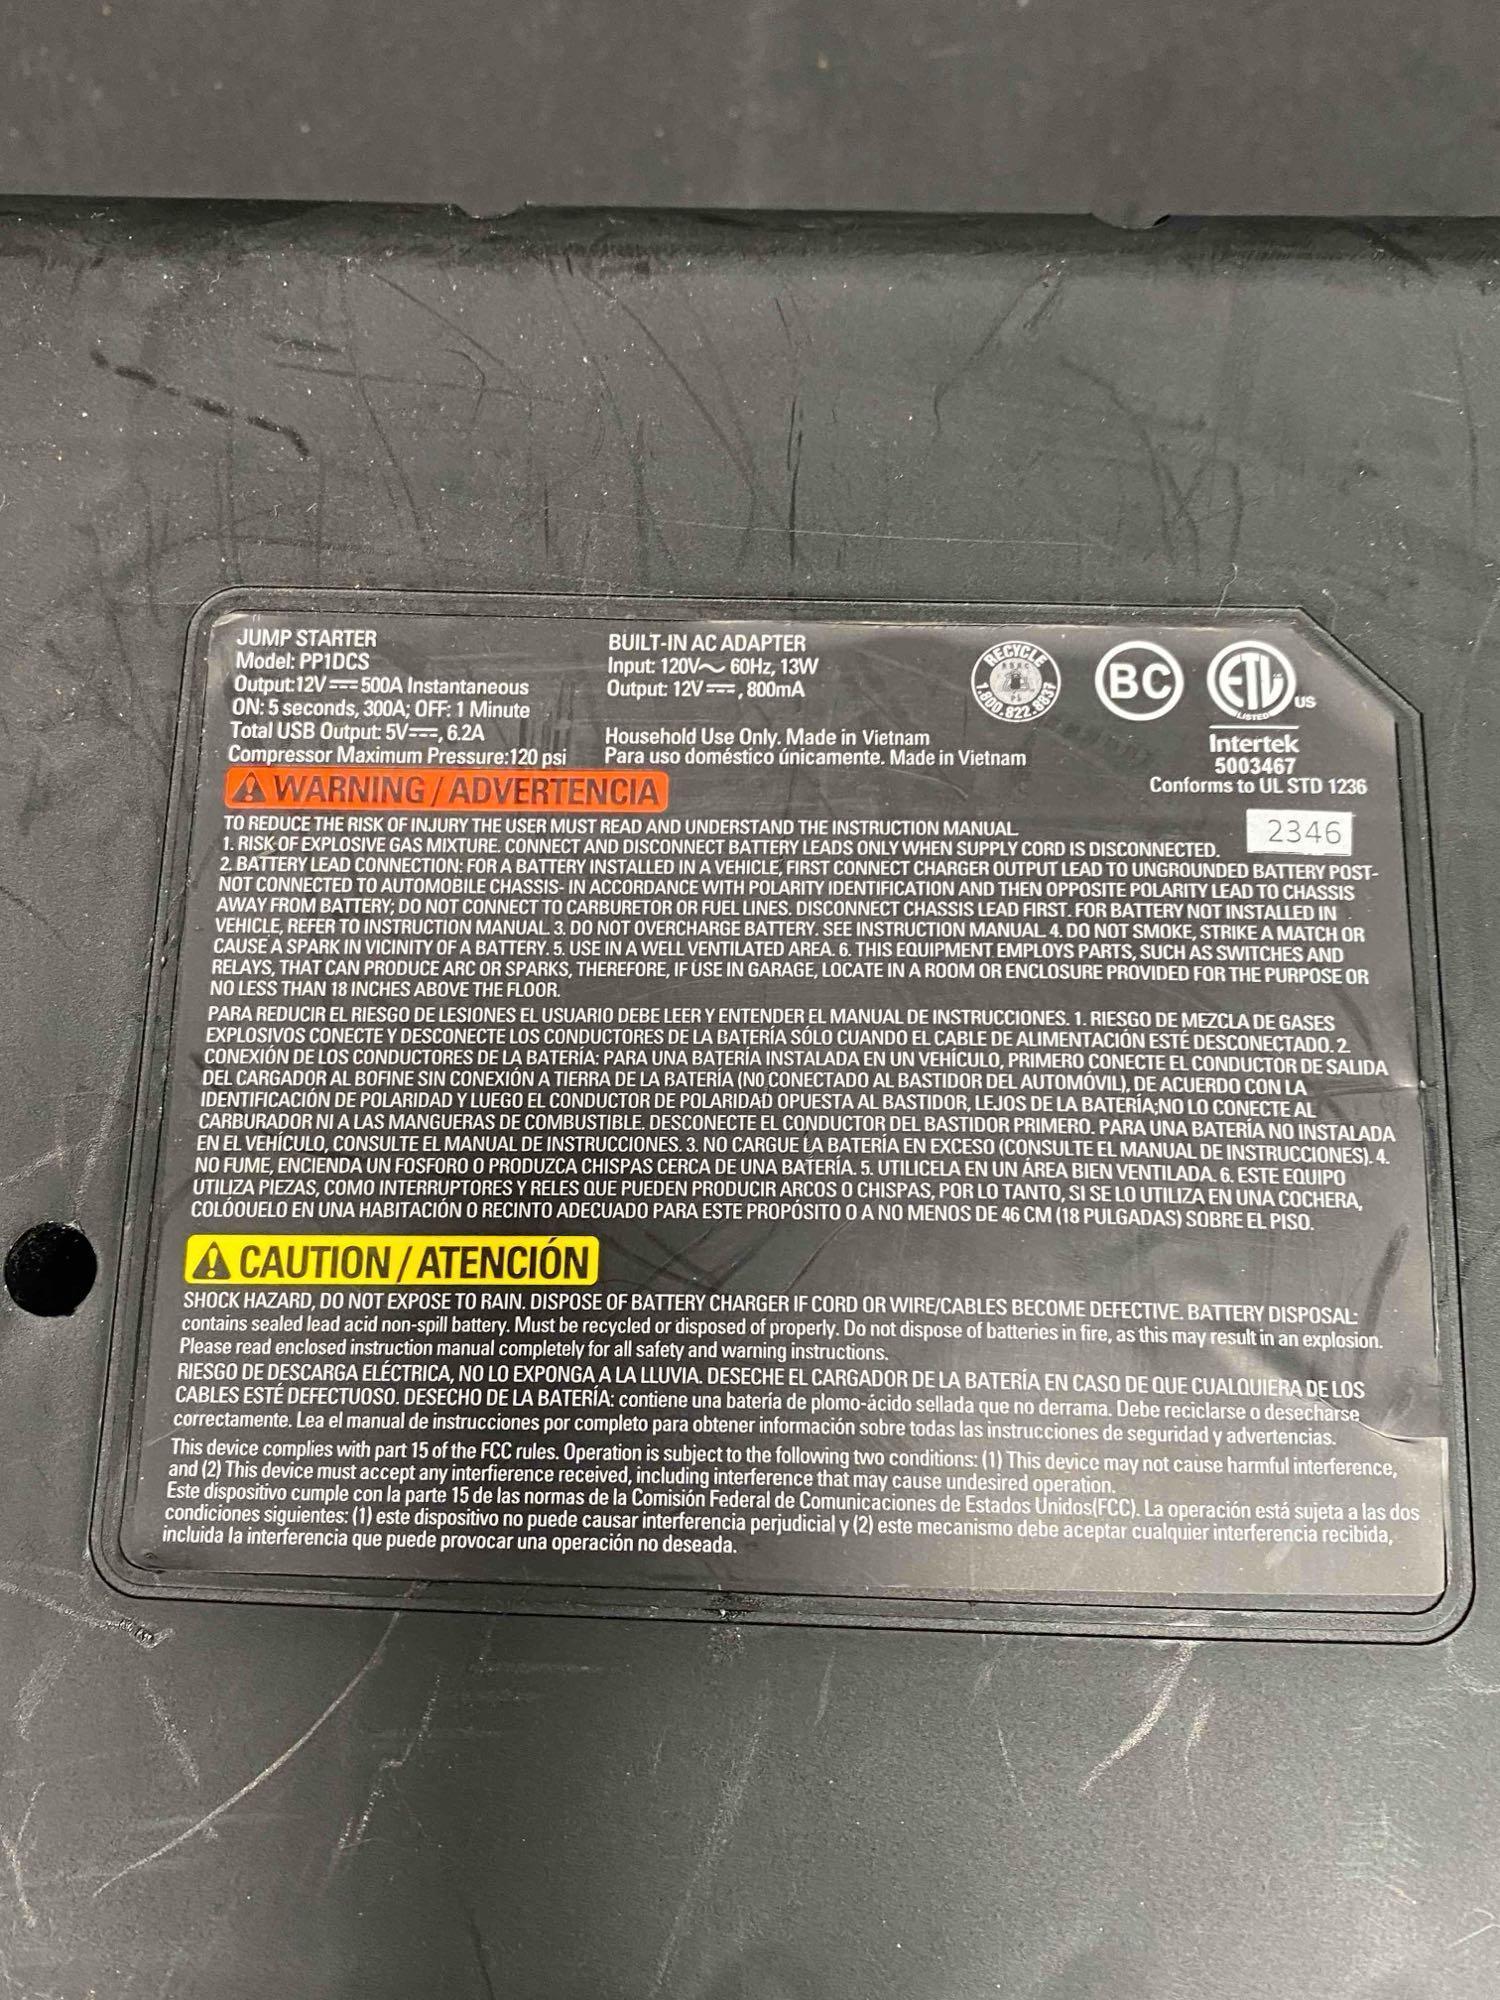 JUMP STARTER
Model: PP1DCS
Output:12V⎓500A Instantaneous
ON: 5 seconds, 300A; OFF: 1 Minute
Total USB Output: 5V⎓, 6.2A
Compressor Maximum Pressure:120 psi
BUILT-IN AC ADAPTER
Input: 120V～ 60Hz, 13W
Output: 12V⎓, 800mA
Household Use Only. Made in Vietnam
Para uso doméstico únicamente. Made in Vietnam
RECYCLE
1.800.822.8837
BC
ETL
LISTED
US
Intertek
5003467
Conforms to UL STD 1236
2346
WARNING / ADVERTENCIA
TO REDUCE THE RISK OF INJURY THE USER MUST READ AND UNDERSTAND THE INSTRUCTION MANUAL.
1. RISK OF EXPLOSIVE GAS MIXTURE. CONNECT AND DISCONNECT BATTERY LEADS ONLY WHEN SUPPLY CORD IS DISCONNECTED.
2. BATTERY LEAD CONNECTION: FOR A BATTERY INSTALLED IN A VEHICLE, FIRST CONNECT CHARGER OUTPUT LEAD TO UNGROUNDED BATTERY POST-
NOT CONNECTED TO AUTOMOBILE CHASSIS- IN ACCORDANCE WITH POLARITY IDENTIFICATION AND THEN OPPOSITE POLARITY LEAD TO CHASSIS
AWAY FROM BATTERY; DO NOT CONNECT TO CARBURETOR OR FUEL LINES. DISCONNECT CHASSIS LEAD FIRST. FOR BATTERY NOT INSTALLED IN
VEHICLE, REFER TO INSTRUCTION MANUAL. 3. DO NOT OVERCHARGE BATTERY. SEE INSTRUCTION MANUAL. 4. DO NOT SMOKE, STRIKE A MATCH OR
CAUSE A SPARK IN VICINITY OF A BATTERY. 5. USE IN A WELL VENTILATED AREA. 6. THIS EQUIPMENT EMPLOYS PARTS, SUCH AS SWITCHES AND
RELAYS, THAT CAN PRODUCE ARC OR SPARKS, THEREFORE, IF USE IN GARAGE, LOCATE IN A ROOM OR ENCLOSURE PROVIDED FOR THE PURPOSE OR
NO LESS THAN 18 INCHES ABOVE THE FLOOR.
PARA REDUCIR EL RIESGO DE LESIONES EL USUARIO DEBE LEER Y ENTENDER EL MANUAL DE INSTRUCCIONES. 1. RIESGO DE MEZCLA DE GASES
EXPLOSIVOS CONECTE Y DESCONECTE LOS CONDUCTORES DE LA BATERÍA SÓLO CUANDO EL CABLE DE ALIMENTACIÓN ESTÉ DESCONECTADO. 2.
CONEXIÓN DE LOS CONDUCTORES DE LA BATERÍA: PARA UNA BATERÍA INSTALADA EN UN VEHÍCULO, PRIMERO CONECTE EL CONDUCTOR DE SALIDA
DEL CARGADOR AL BOFINE SIN CONEXIÓN A TIERRA DE LA BATERÍA (NO CONECTADO AL BASTIDOR DEL AUTOMÓVIL), DE ACUERDO CON LA
IDENTIFICACIÓN DE POLARIDAD Y LUEGO EL CONDUCTOR DE POLARIDAD OPUESTA AL BASTIDOR, LEJOS DE LA BATERÍA;NO LO CONECTE AL
CARBURADOR NI A LAS MANGUERAS DE COMBUSTIBLE. DESCONECTE EL CONDUCTOR DEL BASTIDOR PRIMERO. PARA UNA BATERÍA NO INSTALADA
EN EL VEHÍCULO, CONSULTE EL MANUAL DE INSTRUCCIONES. 3. NO CARGUE LA BATERÍA EN EXCESO (CONSULTE EL MANUAL DE INSTRUCCIONES). 4.
NO FUME, ENCIENDA UN FOSFORO O PRODUZCA CHISPAS CERCA DE UNA BATERÍA. 5. UTILICELA EN UN ÁREA BIEN VENTILADA. 6. ESTE EQUIPO
UTILIZA PIEZAS, COMO INTERRUPTORES Y RELES QUE PUEDEN PRODUCIR ARCOS O CHISPAS, POR LO TANTO, SI SE LO UTILIZA EN UNA COCHERA,
COLÓOUELO EN UNA HABITACIÓN O RECINTO ADECUADO PARA ESTE PROPÓSITO O A NO MENOS DE 46 CM (18 PULGADAS) SOBRE EL PISO.
CAUTION / ATENCIÓN
SHOCK HAZARD, DO NOT EXPOSE TO RAIN. DISPOSE OF BATTERY CHARGER IF CORD OR WIRE/CABLES BECOME DEFECTIVE. BATTERY DISPOSAL:
contains sealed lead acid non-spill battery. Must be recycled or disposed of properly. Do not dispose of batteries in fire, as this may result in an explosion.
Please read enclosed instruction manual completely for all safety and warning instructions.
RIESGO DE DESCARGA ELÉCTRICA, NO LO EXPONGA A LA LLUVIA. DESECHE EL CARGADOR DE LA BATERÍA EN CASO DE QUE CUALQUIERA DE LOS
CABLES ESTÉ DEFECTUOSO. DESECHO DE LA BATERÍA: contiene una batería de plomo-ácido sellada que no derrama. Debe reciclarse o desecharse
correctamente. Lea el manual de instrucciones por completo para obtener información sobre todas las instrucciones de seguridad y advertencias.
This device complies with part 15 of the FCC rules. Operation is subject to the following two conditions: (1) This device may not cause harmful interference,
and (2) This device must accept any interfierence received, including interference that may cause undesired operation.
Este dispositivo cumple con la parte 15 de las normas de la Comisión Federal de Comunicaciones de Estados Unidos(FCC). La operación está sujeta a las dos
condiciones siguientes: (1) este dispositivo no puede causar interferencia perjudicial y (2) este mecanismo debe aceptar cualquier interferencia recibida,
incluida la interferencia que puede provocar una operación no deseada.